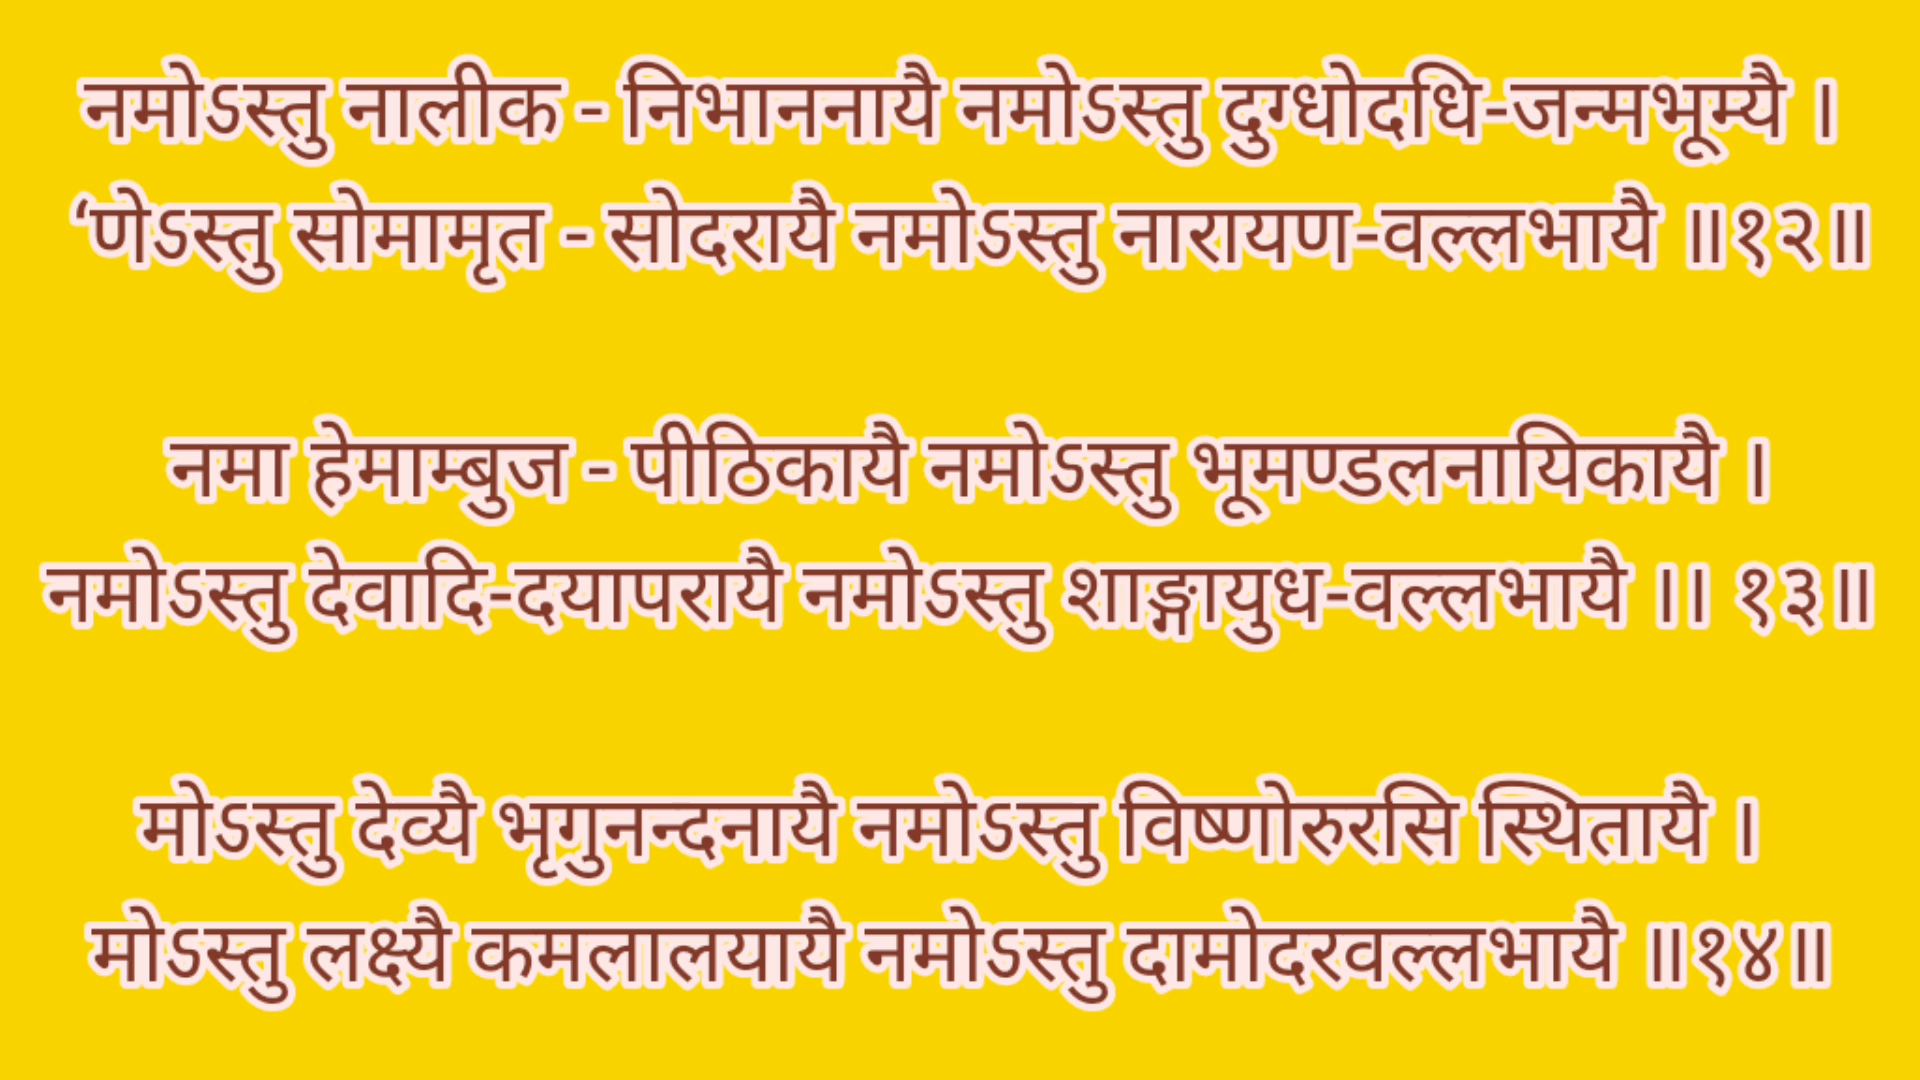 नमोऽस्तु नालीक - निभाननायै नमोऽस्तु दुग्धोदधि-जन्मभूम्यै ।
‘णेऽस्तु सोमामृत - सोदरायै नमोऽस्तु नारायण-वल्लभायै ॥१२॥
नमा हेमाम्बुज - पीठिकायै नमोऽस्तु भूमण्डलनायिकायै ।
नमोऽस्तु देवादि-दयापरायै नमोऽस्तु शाङ्गायुध-वल्लभायै ।। १३॥
मोऽस्तु देव्यै भृगुनन्दनायै नमोऽस्तु विष्णोरुरसि स्थितायै ।
मोऽस्तु लक्ष्म्यै कमलालयायै नमोऽस्तु दामोदरवल्लभायै ॥१४॥